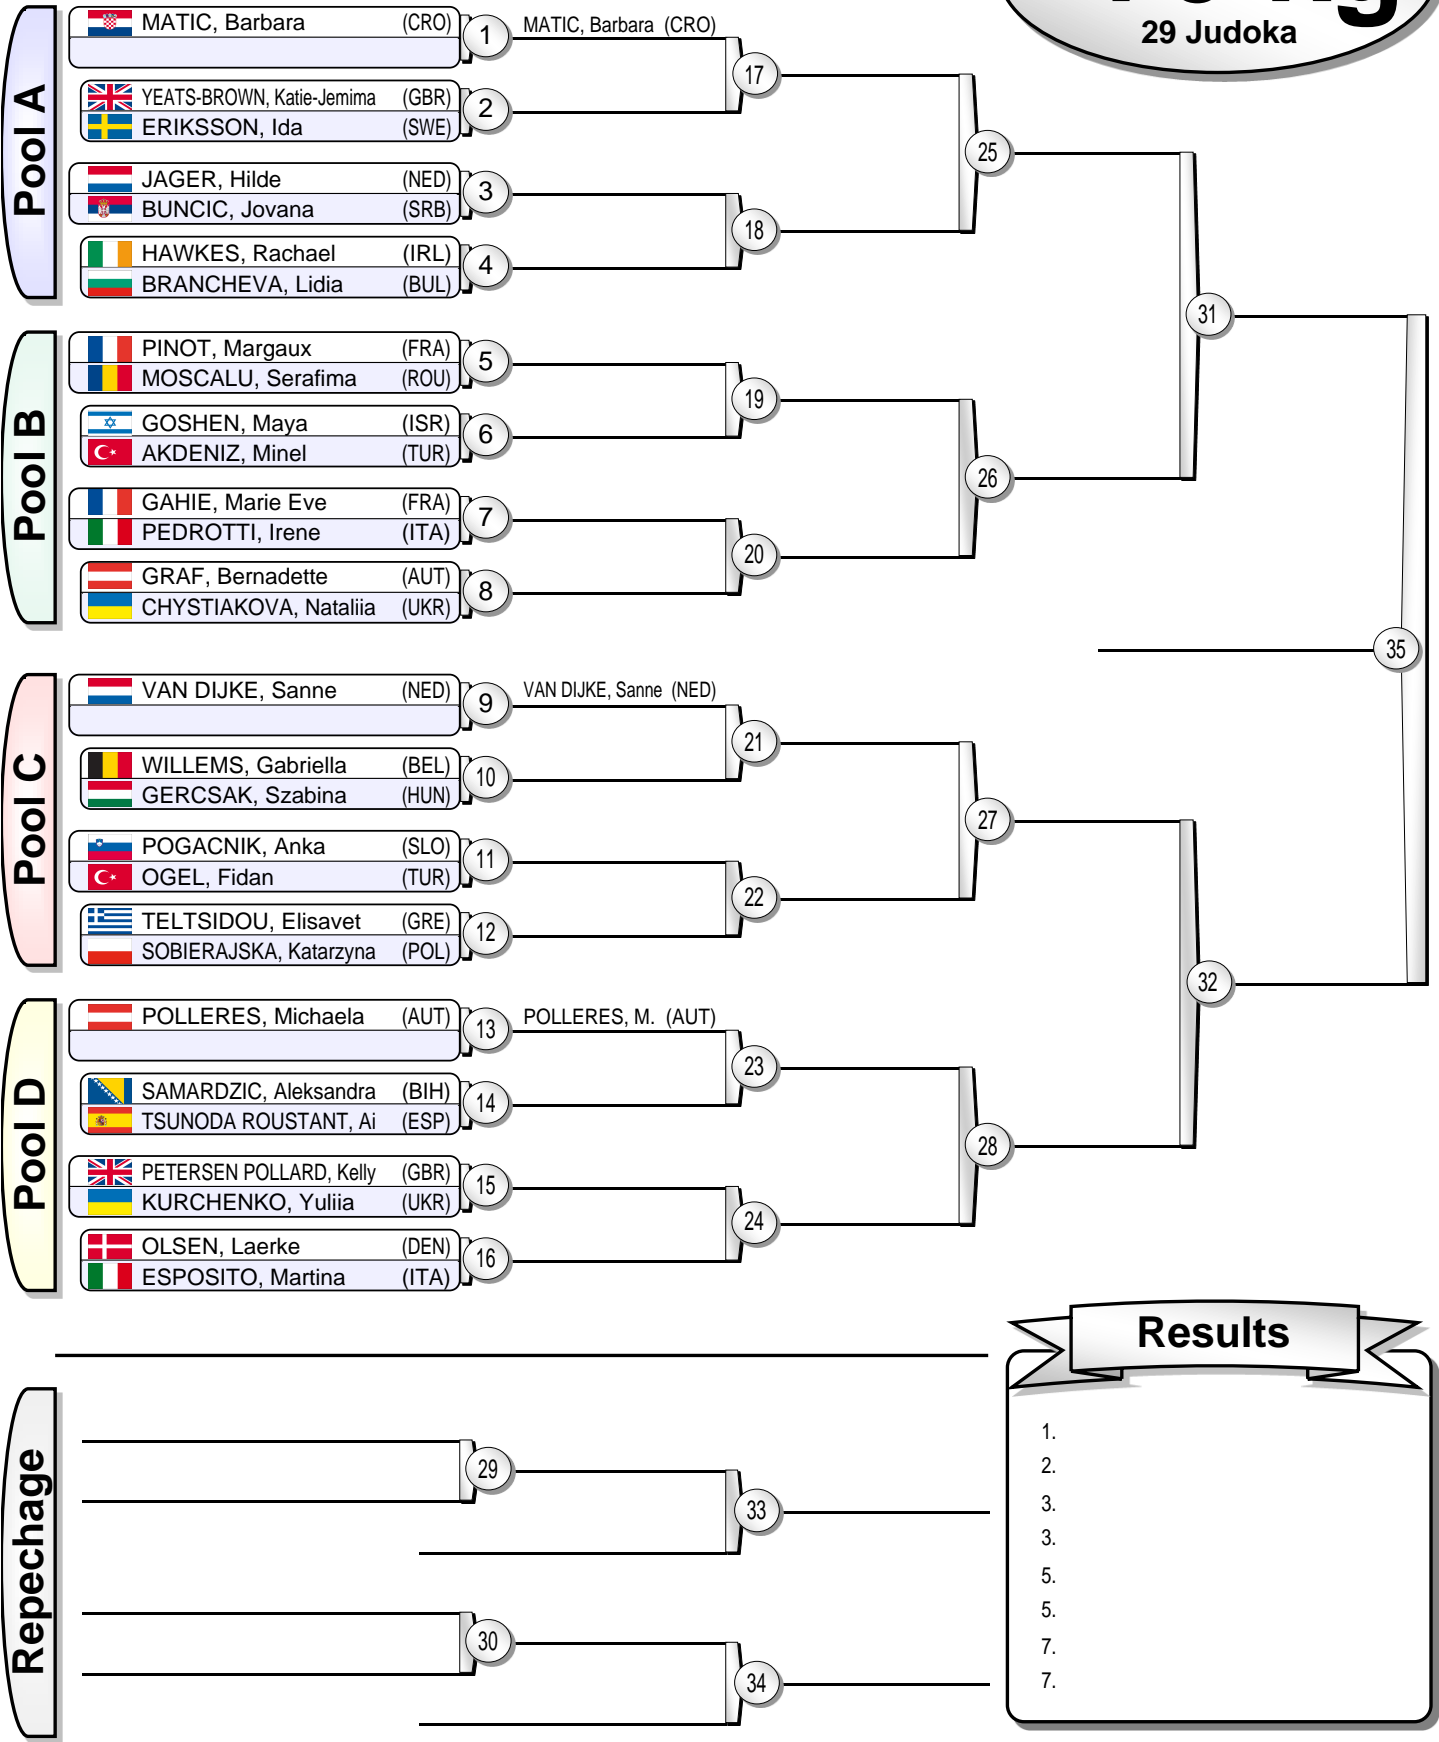 29 Judoka
Pool A
MATIC, Barbara (CRO) 1 MATIC, Barbara (CRO)
17
YEATS-BROWN, Katie-Jemima (GBR) 2
ERIKSSON, Ida (SWE)
25
JAGER, Hilde (NED) 3
BUNCIC, Jovana (SRB)
18
HAWKES, Rachael (IRL) 4
BRANCHEVA, Lidia (BUL)
31
Pool B
PINOT, Margaux (FRA) 5
MOSCALU, Serafima (ROU)
19
GOSHEN, Maya (ISR) 6
AKDENIZ, Minel (TUR)
26
GAHIE, Marie Eve (FRA) 7
PEDROTTI, Irene (ITA)
20
GRAF, Bernadette (AUT) 8
CHYSTIAKOVA, Nataliia (UKR)
35
Pool C
VAN DIJKE, Sanne (NED) 9 VAN DIJKE, Sanne (NED)
21
WILLEMS, Gabriella (BEL) 10
GERCSAK, Szabina (HUN)
27
POGACNIK, Anka (SLO) 11
OGEL, Fidan (TUR)
22
TELTSIDOU, Elisavet (GRE) 12
SOBIERAJSKA, Katarzyna (POL)
32
Pool D
POLLERES, Michaela (AUT) 13 POLLERES, M. (AUT)
23
SAMARDZIC, Aleksandra (BIH) 14
TSUNODA ROUSTANT, Ai (ESP)
28
PETERSEN POLLARD, Kelly (GBR) 15
KURCHENKO, Yuliia (UKR)
24
OLSEN, Laerke (DEN) 16
ESPOSITO, Martina (ITA)
Repechage
29
33
30
34
Results
1.
2.
3.
3.
5.
5.
7.
7.